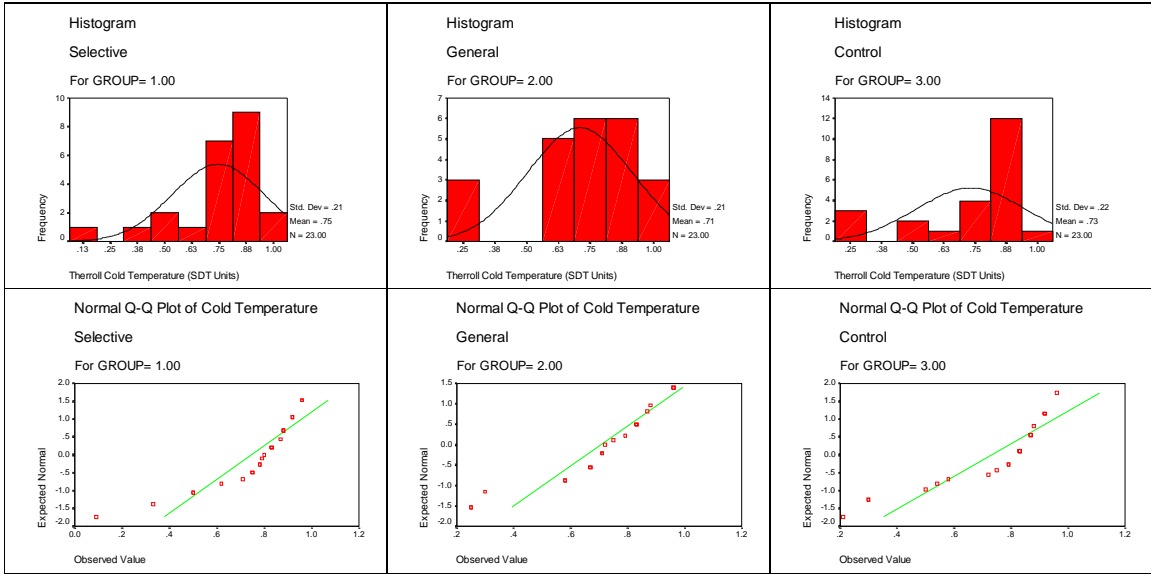 Histogram
Selective
For GROUP= 1.00
10
8
6
4
2
0
Frequency
.13 .25 .38 .50 .63 .75 .88 1.00
Std. Dev = .21
Mean = .75
N = 23.00
Therroll Cold Temperature (SDT Units)
Histogram
General
For GROUP= 2.00
7
6
5
4
3
2
1
0
Frequency
.25 .38 .50 .63 .75 .88 1.00
Std. Dev = .21
Mean = .71
N = 23.00
Therroll Cold Temperature (SDT Units)
Histogram
Control
For GROUP= 3.00
14
12
10
8
6
4
2
0
Frequency
.25 .38 .50 .63 .75 .88 1.00
Std. Dev = .22
Mean = .73
N = 23.00
Therroll Cold Temperature (SDT Units)
Normal Q-Q Plot of Cold Temperature
Selective
For GROUP= 1.00
2.0
1.5
1.0
.5
0.0
-.5
-1.0
-1.5
-2.0
Expected Normal
0.0 .2 .4 .6 .8 1.0 1.2
Observed Value
Normal Q-Q Plot of Cold Temperature
General
For GROUP= 2.00
1.5
1.0
.5
0.0
-.5
-1.0
-1.5
-2.0
Expected Normal
.2 .4 .6 .8 1.0 1.2
Observed Value
Normal Q-Q Plot of Cold Temperature
Control
For GROUP= 3.00
2.0
1.5
1.0
.5
0.0
-.5
-1.0
-1.5
-2.0
Expected Normal
.2 .4 .6 .8 1.0 1.2
Observed Value